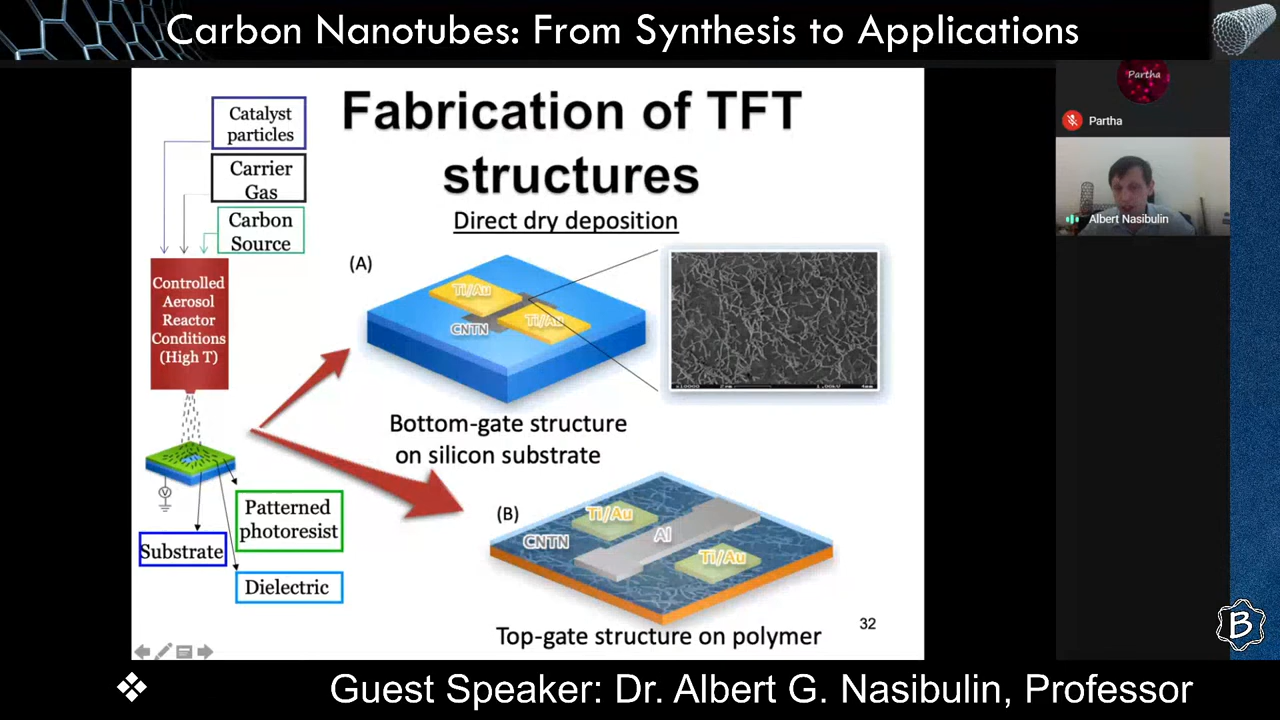 Carbon Nanotubes: From Synthesis to Applications
Partha
Partha
Albert Nasibulin
Fabrication of TFT
structures
Direct dry deposition
Catalyst
particles
Carrier
Gas
Carbon
Source
Controlled
Aerosol
Reactor
Conditions
(High T)
V
Patterned
photoresist
Substrate
Dielectric
(A)
Ti/Au
Ti/Au
CNTN
Bottom-gate structure
on silicon substrate
(B)
Ti/Au
Al
CNTN
Ti/Au
Top-gate structure on polymer
32
B
Guest Speaker: Dr. Albert G. Nasibulin, Professor